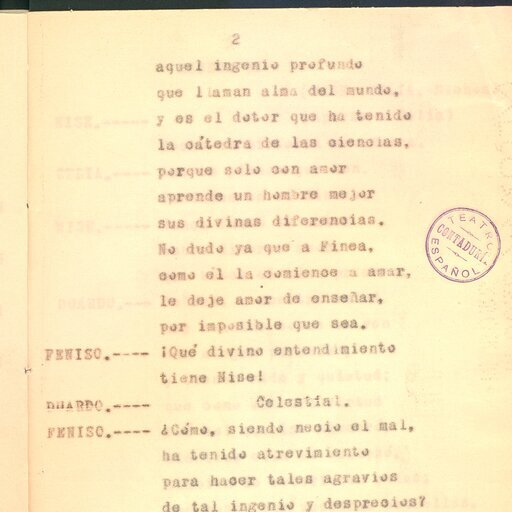 2
aquel ingenio profundo
que llaman alma del mundo,
y es el dotor que ha tenido
la cátedra de las ciencias,
porque solo con amor
aprende un hombre mejor
sus divinas diferencias.
No dudo ya que a Finea,
como él la comience a amar,
le deje amor de enseñar,
por imposible que sea.
FENISO.---- ¡Qué divino entendimiento
tiene Nise!
DUARDO.---- Celestial.
FENISO.---- ¿Cómo, siendo necio el mal,
ha tenido atrevimiento
para hacer tales agravios
de tal ingenio y desprecios?
TEATRO
CONTADURÍA
ESPAÑOL